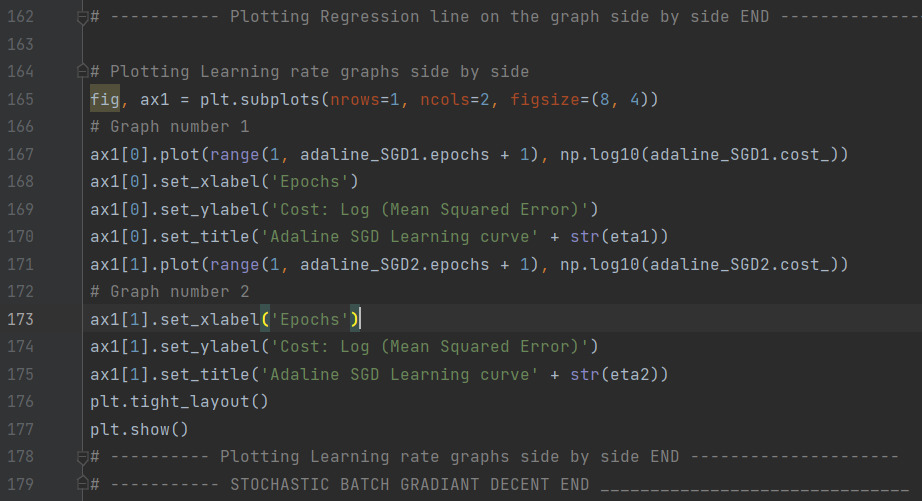 162 # ----------- Plotting Regression line on the graph side by side END ---------------
163
164 # Plotting Learning rate graphs side by side
165 fig, ax1 = plt.subplots(nrows=1, ncols=2, figsize=(8, 4))
166 # Graph number 1
167 ax1[0].plot(range(1, adaline_SGD1.epochs + 1), np.log10(adaline_SGD1.cost_))
168 ax1[0].set_xlabel('Epochs')
169 ax1[0].set_ylabel('Cost: Log (Mean Squared Error)')
170 ax1[0].set_title('Adaline SGD Learning curve' + str(eta1))
171 ax1[1].plot(range(1, adaline_SGD2.epochs + 1), np.log10(adaline_SGD2.cost_))
172 # Graph number 2
173 ax1[1].set_xlabel('Epochs')
174 ax1[1].set_ylabel('Cost: Log (Mean Squared Error)')
175 ax1[1].set_title('Adaline SGD Learning curve' + str(eta2))
176 plt.tight_layout()
177 plt.show()
178 # ---------- Plotting Learning rate graphs side by side END ---------------------
179 # ----------- STOCHASTIC BATCH GRADIANT DECENT END _______________________________